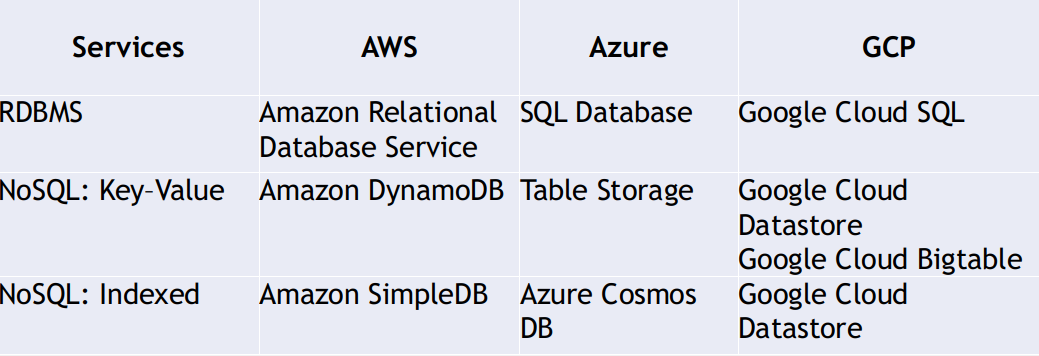 Services AWS Azure GCP
RDBMS Amazon Relational Database Service SQL Database Google Cloud SQL
NoSQL: Key–Value Amazon DynamoDB Table Storage Google Cloud Datastore Google Cloud Bigtable
NoSQL: Indexed Amazon SimpleDB Azure Cosmos DB Google Cloud Datastore